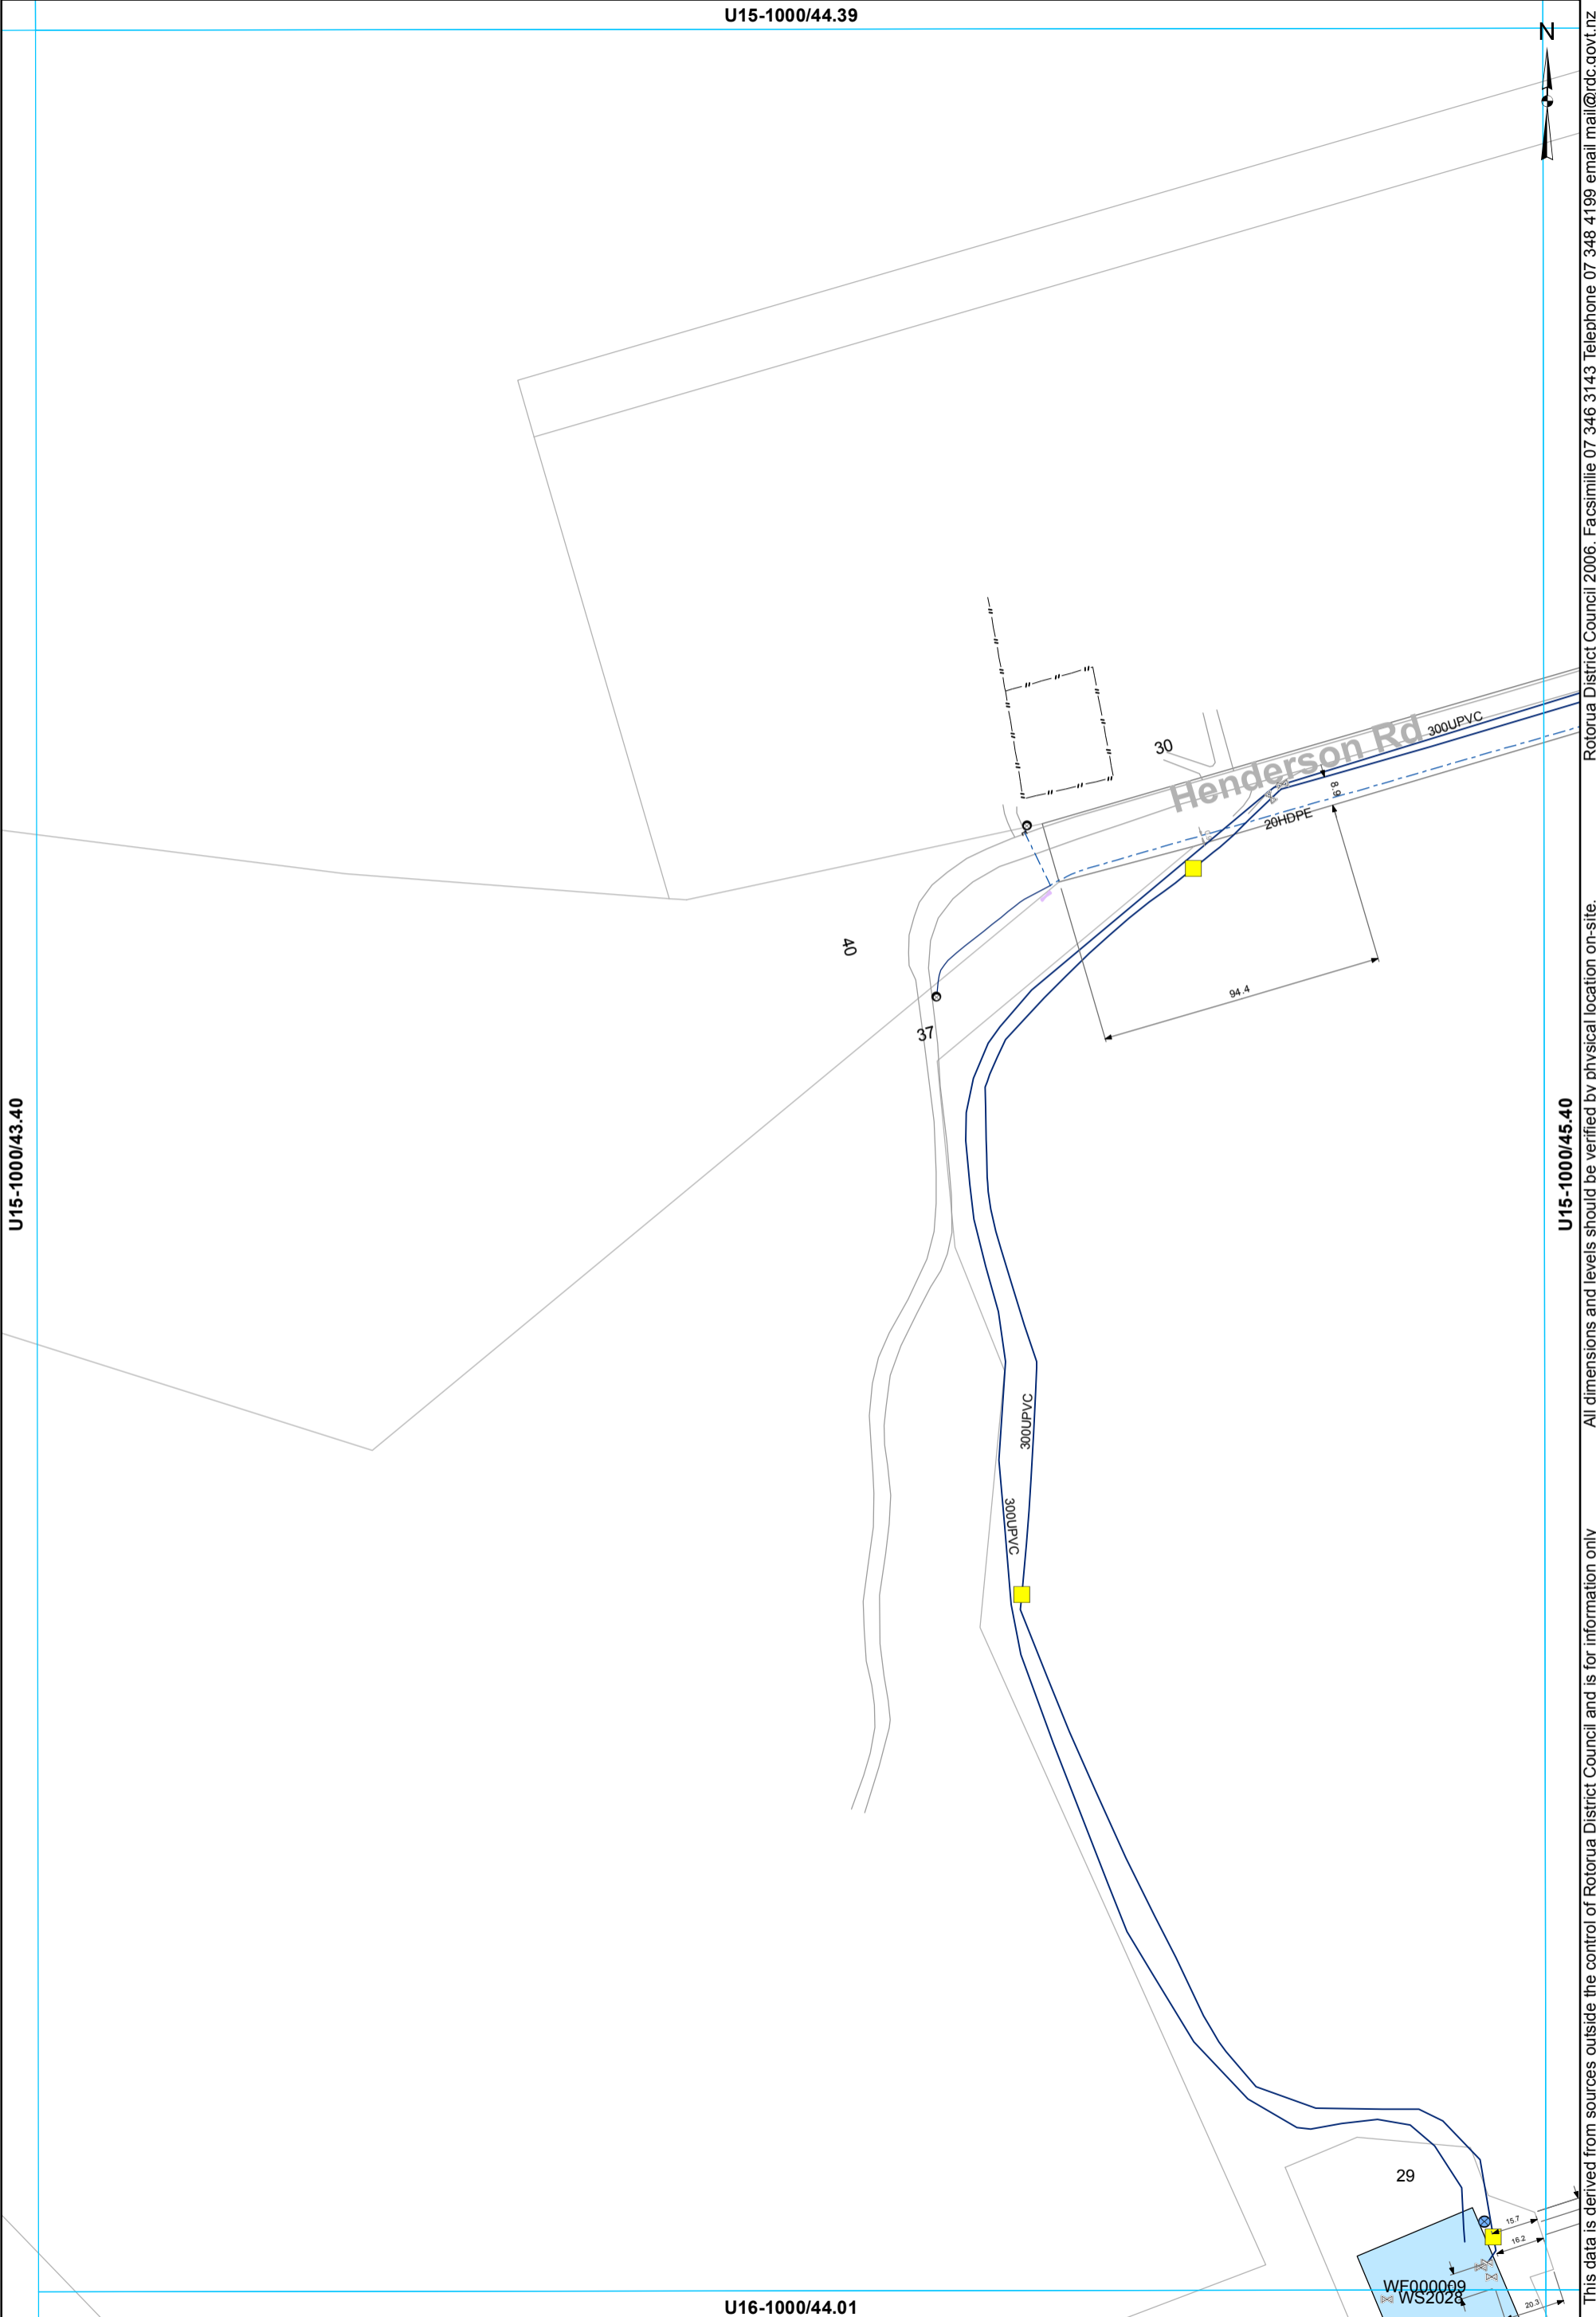 U15-1000/44.39
N
Rotorua District Council 2006. Facsimilie 07 346 3143 Telephone 07 348 4199 email mail@rdc.govt.nz
300UPVC
30
Henderson Rd
8.9
20HDPE
40
94.4
37
All dimensions and levels should be verified by physical location on-site.
U15-1000/43.40
U15-1000/45.40
300UPVC
300UPVC
This data is derived from sources outside the control of Rotorua District Council and is for information only
29
15.7
16.2
WF000009
WS2028
20.3
U16-1000/44.01